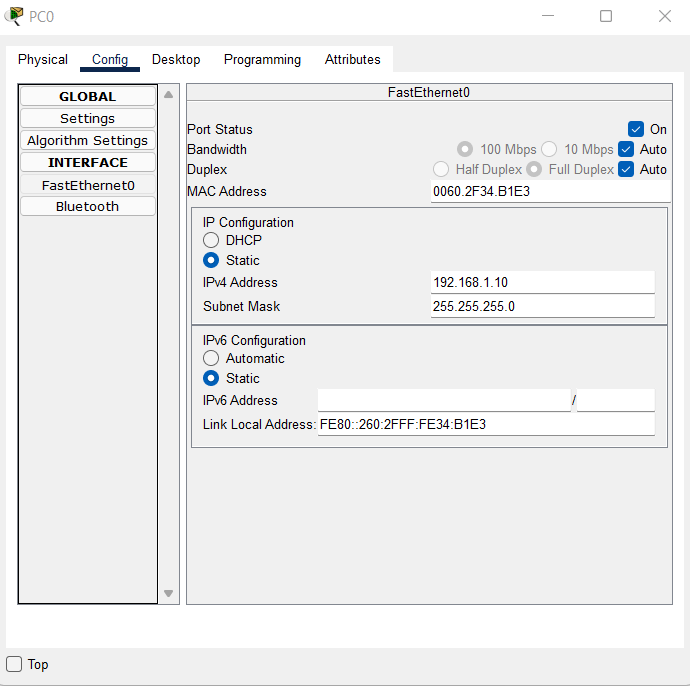 PC0
Physical Config Desktop Programming Attributes
GLOBAL
Settings
Algorithm Settings
INTERFACE
FastEthernet0
Bluetooth
FastEthernet0
Port Status On
Bandwidth 100 Mbps 10 Mbps Auto
Duplex Half Duplex Full Duplex Auto
MAC Address 0060.2F34.B1E3
IP Configuration
DHCP
Static
IPv4 Address 192.168.1.10
Subnet Mask 255.255.255.0
IPv6 Configuration
Automatic
Static
IPv6 Address /
Link Local Address: FE80::260:2FFF:FE34:B1E3
Top